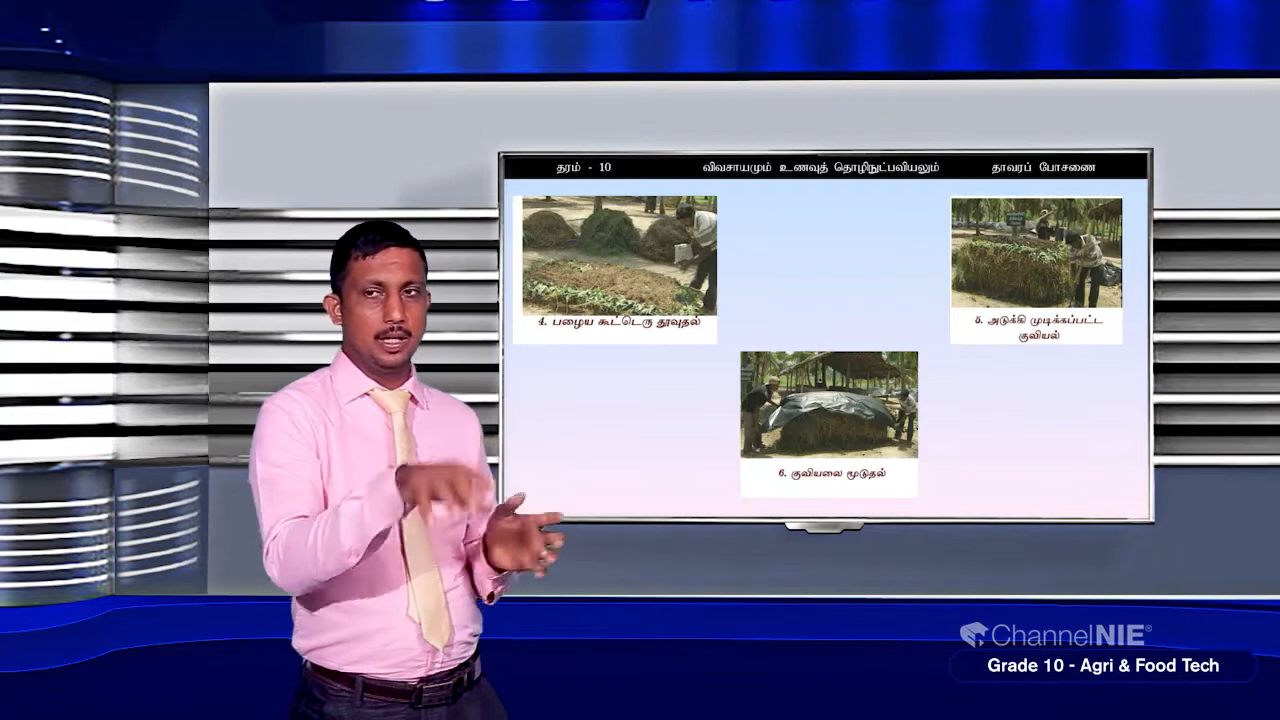 தரம் - 10
விவசாயமும் உணவுத் தொழிநுட்பவியலும்
தாவரப் போசணை
4. பழைய கூட்டெரு தூவுதல்
5. அடுக்கி முடிக்கப்பட்ட
குவியல்
6. குவியலை மூடுதல்
ChannelNIE®
Grade 10 - Agri & Food Tech